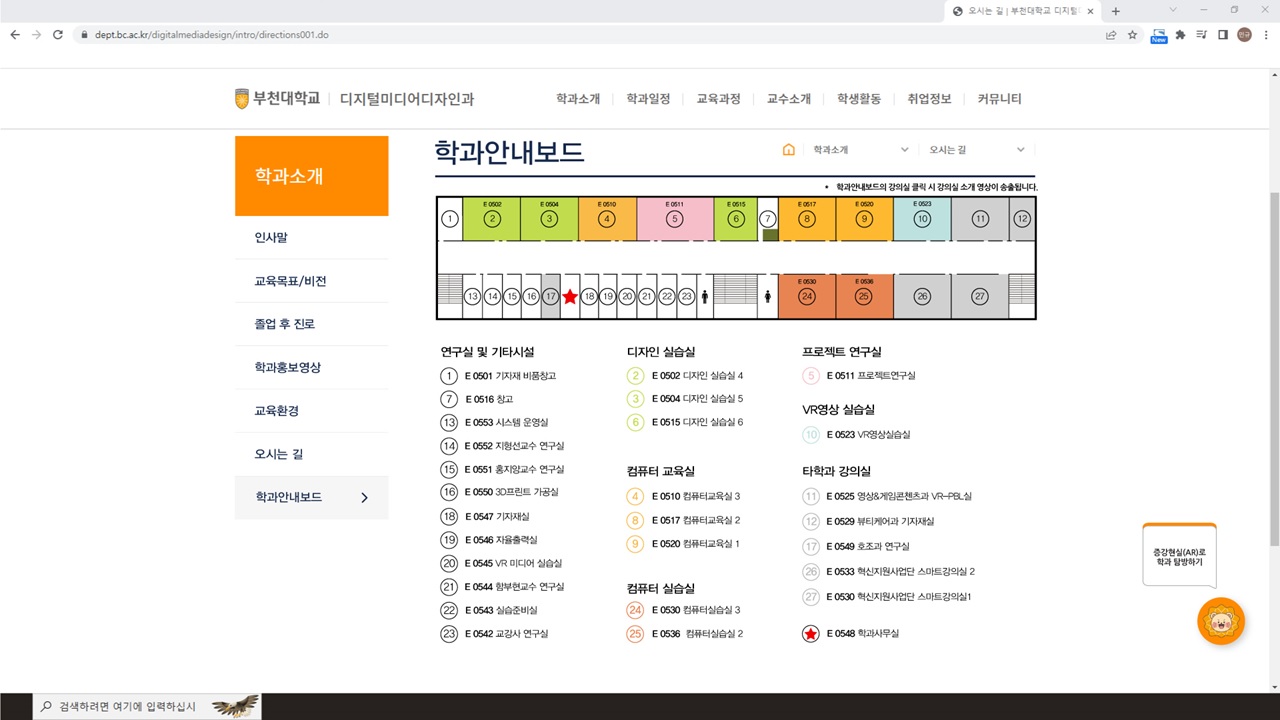 오시는 길 | 부천대학교 디지털
dept.bc.ac.kr/digitalmediadesign/intro/directions001.do
New
민규
부천대학교 | 디지털미디어디자인과
학과소개 학과일정 교육과정 교수소개 학생활동 취업정보 커뮤니티
학과소개
인사말
교육목표/비전
졸업 후 진로
학과홍보영상
교육환경
오시는 길
학과안내보드
학과안내보드
학과소개 오시는 길
• 학과안내보드의 강의실 클릭 시 강의실 소개 영상이 송출됩니다.
E 0502 E 0504 E 0510 E 0511 E 0515 E 0517 E 0520 E 0523
1 2 3 4 5 6 7 8 9 10 11 12
E 0530 E 0536
13 14 15 16 17 18 19 20 21 22 23 24 25 26 27
연구실 및 기타시설
1 E 0501 기자재 비품창고
7 E 0516 창고
13 E 0553 시스템 운영실
14 E 0552 지형선교수 연구실
15 E 0551 홍지양교수 연구실
16 E 0550 3D프린트 가공실
18 E 0547 기자재실
19 E 0546 자율출력실
20 E 0545 VR 미디어 실습실
21 E 0544 함부현교수 연구실
22 E 0543 실습준비실
23 E 0542 교강사 연구실
디자인 실습실
2 E 0502 디자인 실습실 4
3 E 0504 디자인 실습실 5
6 E 0515 디자인 실습실 6
컴퓨터 교육실
4 E 0510 컴퓨터교육실 3
8 E 0517 컴퓨터교육실 2
9 E 0520 컴퓨터교육실 1
컴퓨터 실습실
24 E 0530 컴퓨터실습실 3
25 E 0536 컴퓨터실습실 2
프로젝트 연구실
5 E 0511 프로젝트연구실
VR영상 실습실
10 E 0523 VR영상실습실
타학과 강의실
11 E 0525 영상&게임콘텐츠과 VR-PBL실
12 E 0529 뷰티케어과 기자재실
17 E 0549 호조과 연구실
26 E 0533 혁신지원사업단 스마트강의실 2
27 E 0530 혁신지원사업단 스마트강의실1
E 0548 학과사무실
증강현실(AR)로
학과 탐방하기
검색하려면 여기에 입력하십시